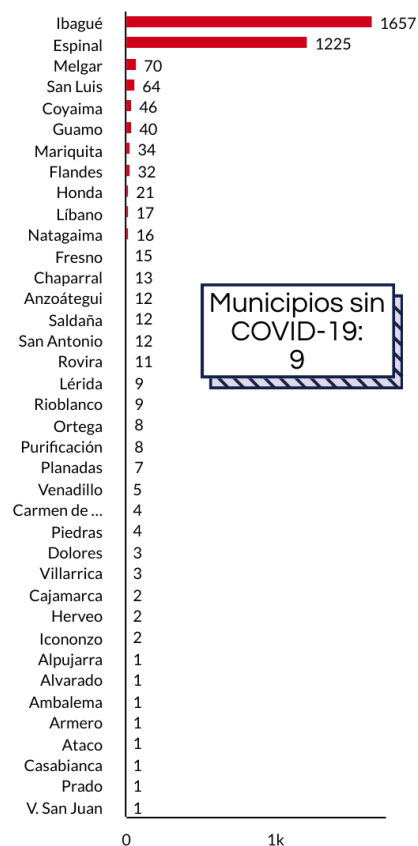 Ibagué 1657
Espinal 1225
Melgar 70
San Luis 64
Coyaima 46
Guamo 40
Mariquita 34
Flandes 32
Honda 21
Líbano 17
Natagaima 16
Fresno 15
Chaparral 13
Anzoátegui 12
Saldaña 12
San Antonio 12
Rovira 11
Lérida 9
Rioblanco 9
Ortega 8
Purificación 8
Planadas 7
Venadillo 5
Carmen de ... 4
Piedras 4
Dolores 3
Villarrica 3
Cajamarca 2
Herveo 2
Icononzo 2
Alpujarra 1
Alvarado 1
Ambalema 1
Armero 1
Ataco 1
Casabianca 1
Prado 1
V. San Juan 1
0 1k
Municipios sin
COVID-19:
9